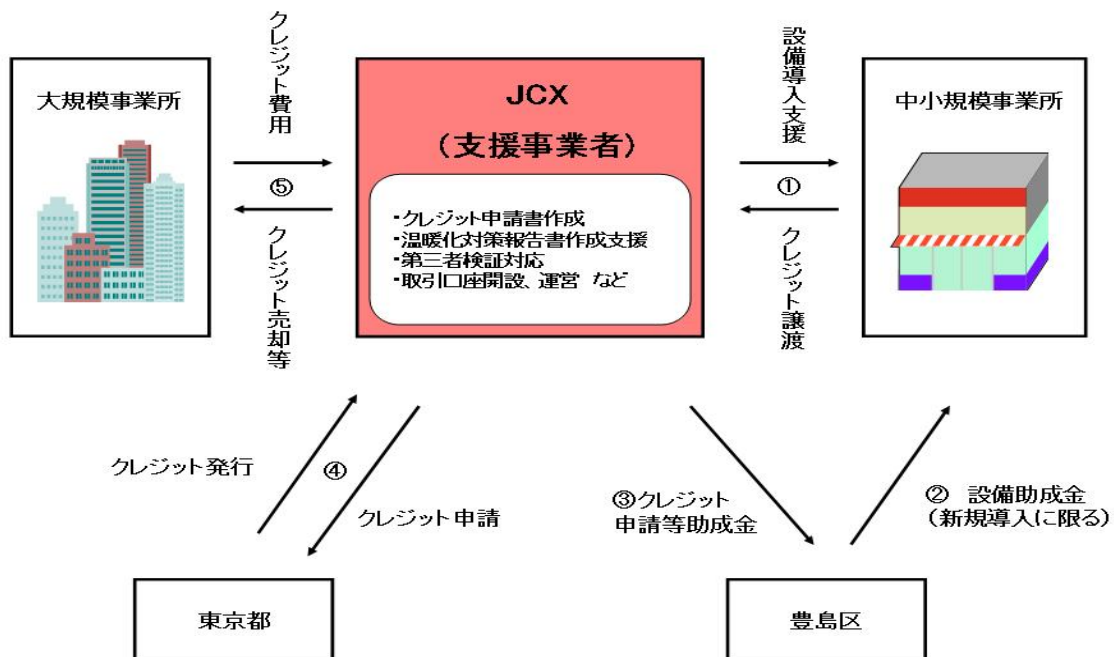 大規模事業所
クレジット費用
⑤
クレジット売却等
JCX
(支援事業者)
・クレジット申請書作成
・温暖化対策報告書作成支援
・第三者検証対応
・取引口座開設、運営 など
設備導入支援
①
クレジット譲渡
中小規模事業所
クレジット発行
④
クレジット申請
③クレジット
申請等助成金
② 設備助成金
(新規導入に限る)
東京都
豊島区